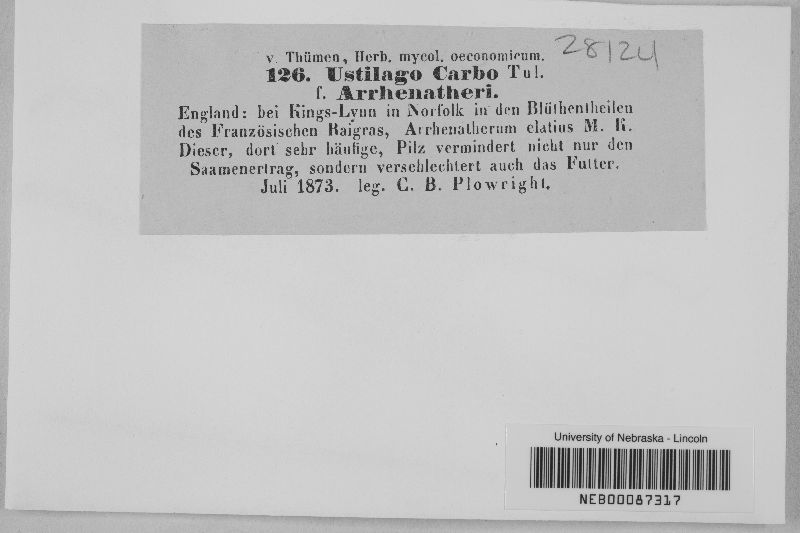 v. Thümen, Herb. mycol. oeconomicum.
28124
126. Ustilago Carbo Tul.
f. Arrhenatheri.
England: bei Kings-Lynn in Norfolk in den Blüthentheilen
des Französischen Raigras, Arrhenatherum elatius M. K.
Dieser, dort sehr häufige, Pilz vermindert nicht nur den
Saamenertrag, sondern verschlechtert auch das Futter.
Juli 1873. leg. C. B. Plowright.
University of Nebraska - Lincoln
NEB00087317